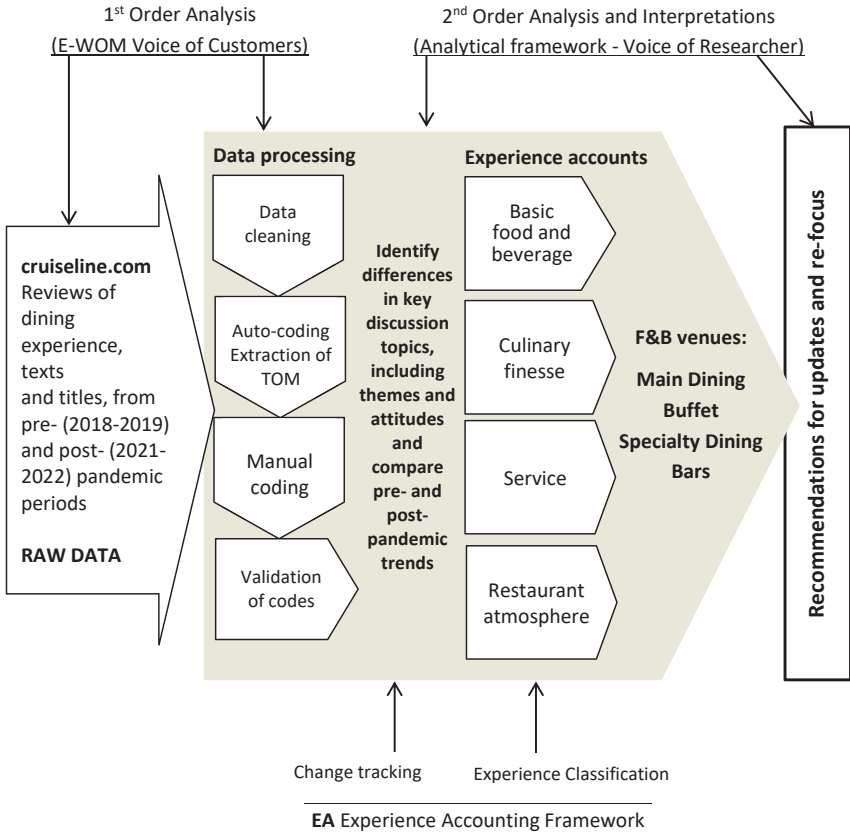 1st Order Analysis
(E-WOM Voice of Customers)
2nd Order Analysis and Interpretations
(Analytical framework - Voice of Researcher)
cruiseline.com
Reviews of
dining
experience,
texts
and titles, from
pre- (2018-2019)
and post- (2021-
2022) pandemic
periods
RAW DATA
Data processing
Data
cleaning
Auto-coding
Extraction of
TOM
Manual
coding
Validation
of codes
Identify
differences
in key
discussion
topics,
including
themes and
attitudes
and
compare
pre- and
post-
pandemic
trends
Experience accounts
Basic
food and
beverage
Culinary
finesse
Service
Restaurant
atmosphere
F&B venues:
Main Dining
Buffet
Specialty Dining
Bars
Recommendations for updates and re-focus
Change tracking
Experience Classification
EA Experience Accounting Framework